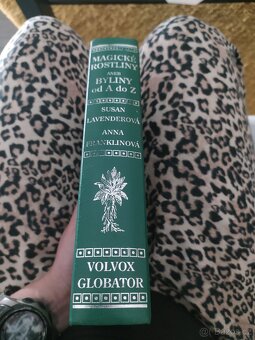 MAGICKÉ
ROSTLINY
ANEB
BYLINY
od A do Z
SUSAN
LAVENDEROVÁ
ANNA
FRANKLINOVÁ
VOLVOX
GLOBATOR